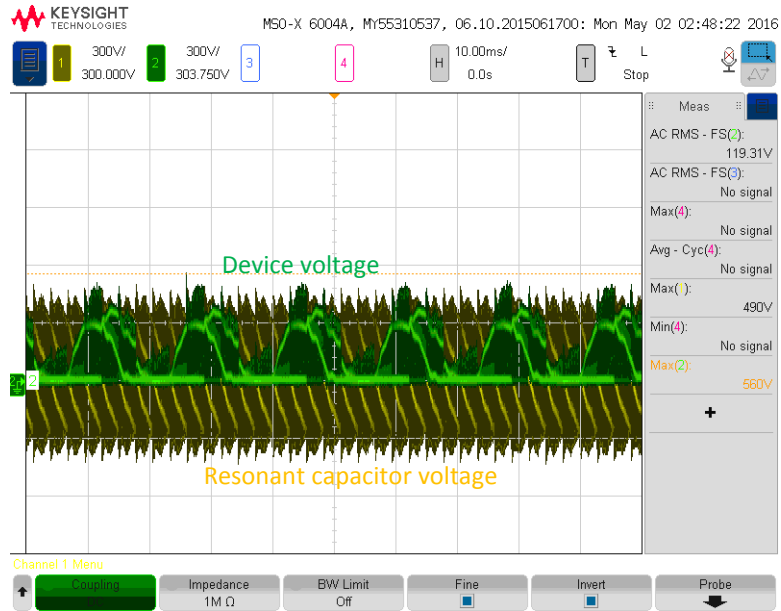 KEYSIGHT
TECHNOLOGIES
MSO-X 6004A, MY55310537, 06.10.2015061700: Mon May 02 02:48:22 2016
1 300V/ 2 300V/ 3 4 H 10.00ms/ T L
300.000V 303.750V 0.0s Stop
Meas
AC RMS - FS(2):
119.31V
AC RMS - FS(3):
No signal
Max(4):
No signal
Avg - Cyc(4):
No signal
Max( ):
490V
Min(4):
No signal
Max(2):
560V
+
Device voltage
2
Resonant capacitor voltage
Channel 1 Menu
Coupling Impedance BW Limit Fine Invert Probe
1M Ω Off